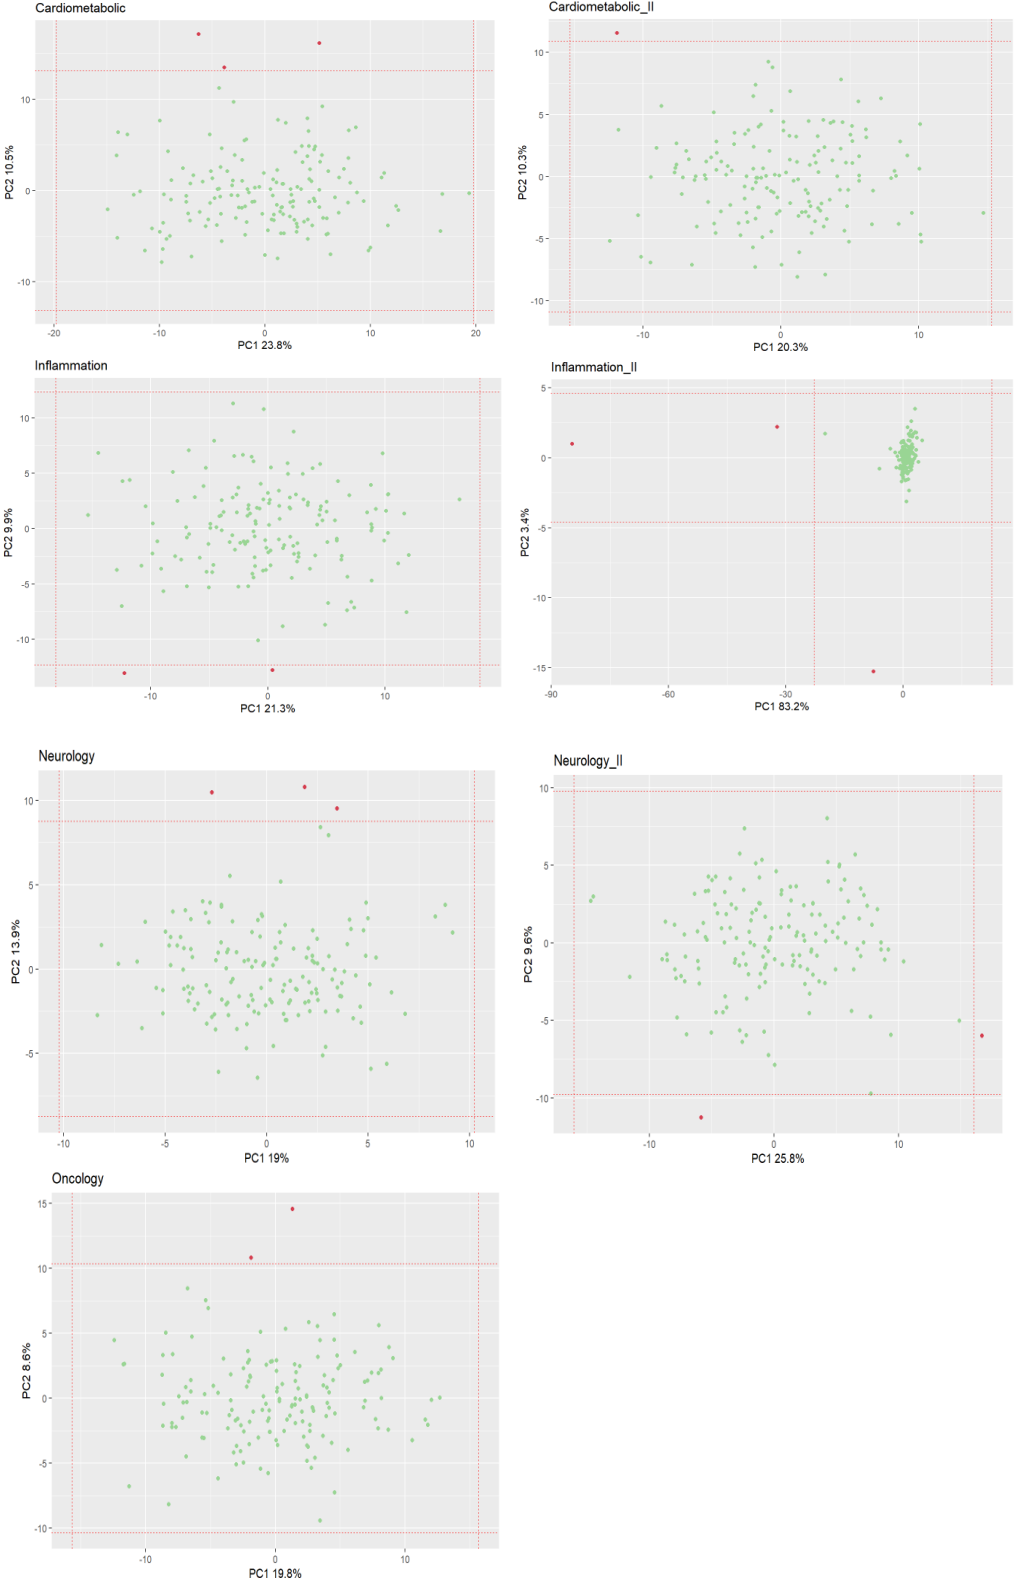 Cardiometabolic
10
0
-10
PC2 10.5%
-20
-10
0
10
20
PC1 23.8%
Cardiometabolic_II
10
5
0
-5
-10
PC2 10.3%
-10
0
10
PC1 20.3%
Inflammation
10
5
0
-5
-10
PC2 9.9%
-10
0
10
PC1 21.3%
Inflammation_II
5
0
-5
-10
-15
PC2 3.4%
-90
-60
-30
0
PC1 83.2%
Neurology
10
5
0
-5
PC2 13.9%
-10
-5
0
5
10
PC1 19%
Neurology_II
10
5
0
-5
-10
PC2 9.6%
-10
0
10
PC1 25.8%
Oncology
15
10
5
0
-5
-10
PC2 8.6%
-10
0
10
PC1 19.8%